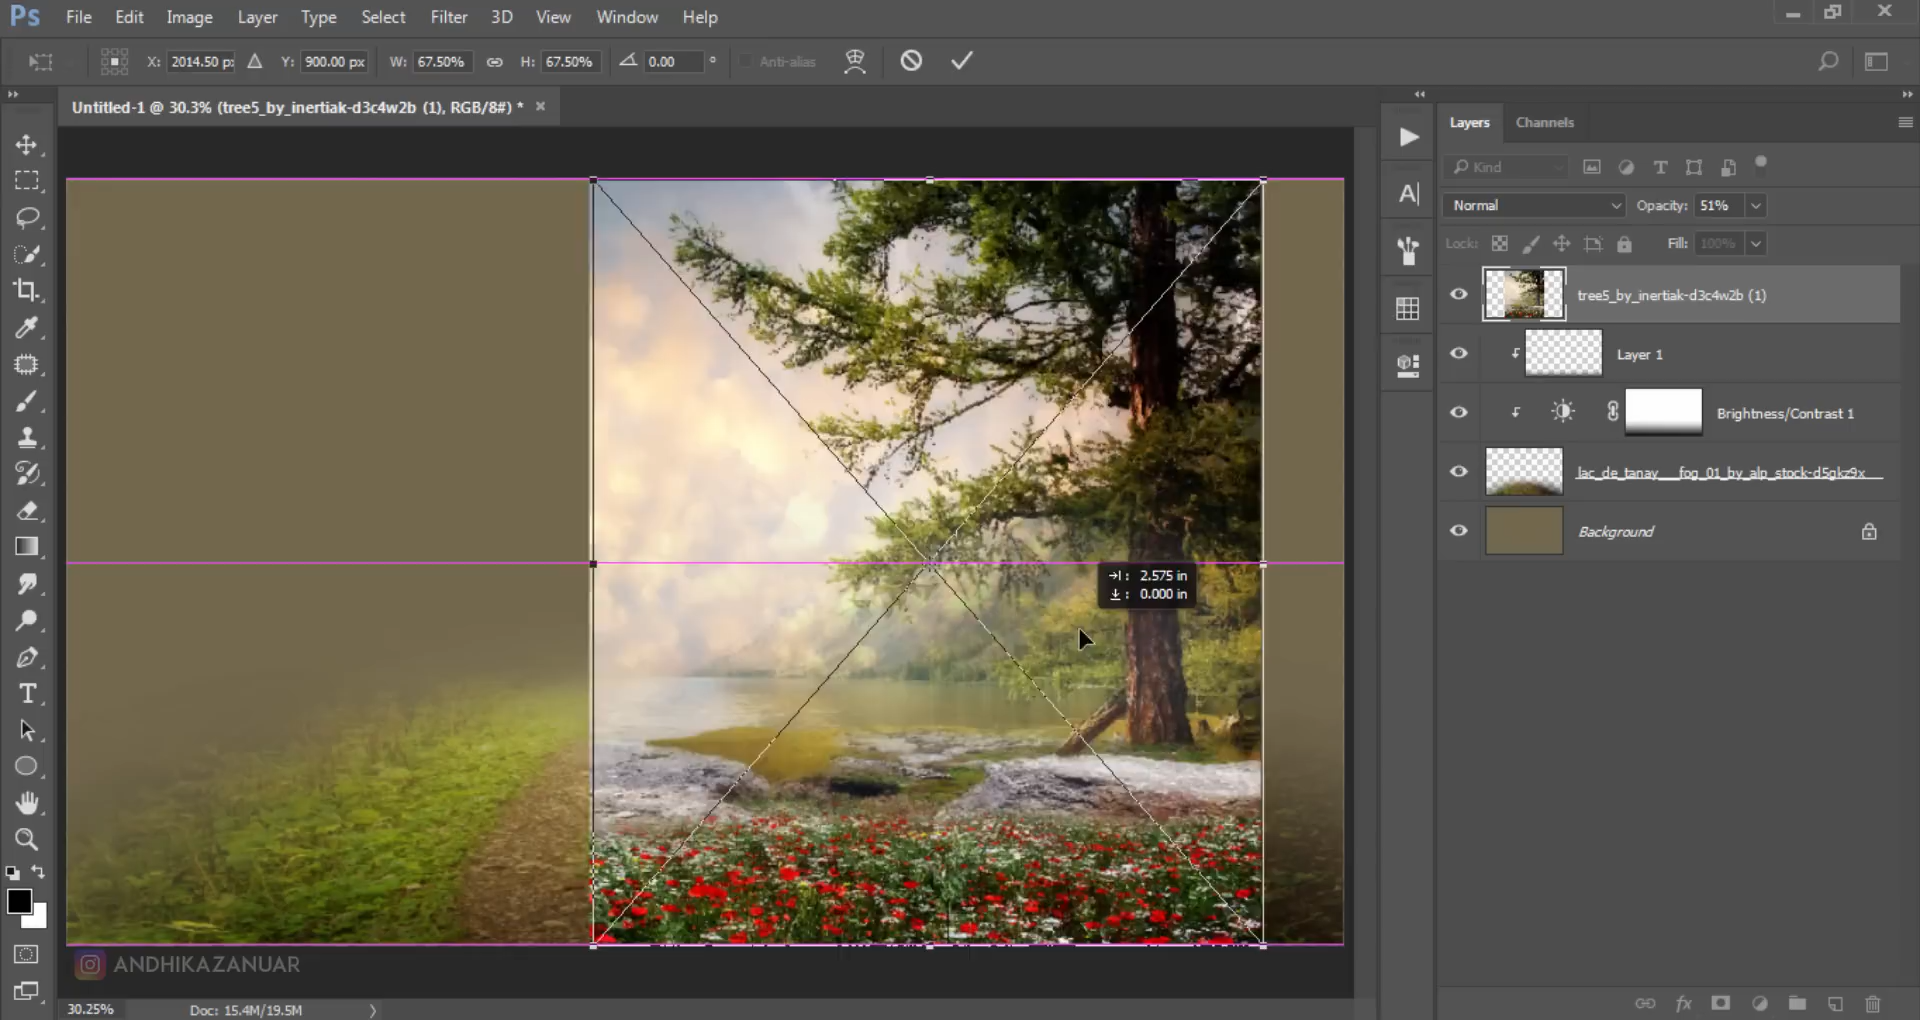 Ps File Edit Image Layer Type Select Filter 3D View Window Help
X: 2014.50 p Y: 900.00 px W: 67.50% H: 67.50% 0.00 ° Anti-alias
Untitled-1 @ 30.3% (tree5_by_inertiak-d3c4w2b (1), RGB/8#) * ×
Layers Channels
Kind
Normal Opacity: 51%
Lock: Fill: 100%
tree5_by_inertiak-d3c4w2b (1)
Layer 1
Brightness/Contrast 1
lac_de_tanay___fog_01_by_alp_stock-d5gkz9x
Background
: 2.575 in
: 0.000 in
ANDHIKAZANUAR
30.25% Doc: 15.4M/19.5M